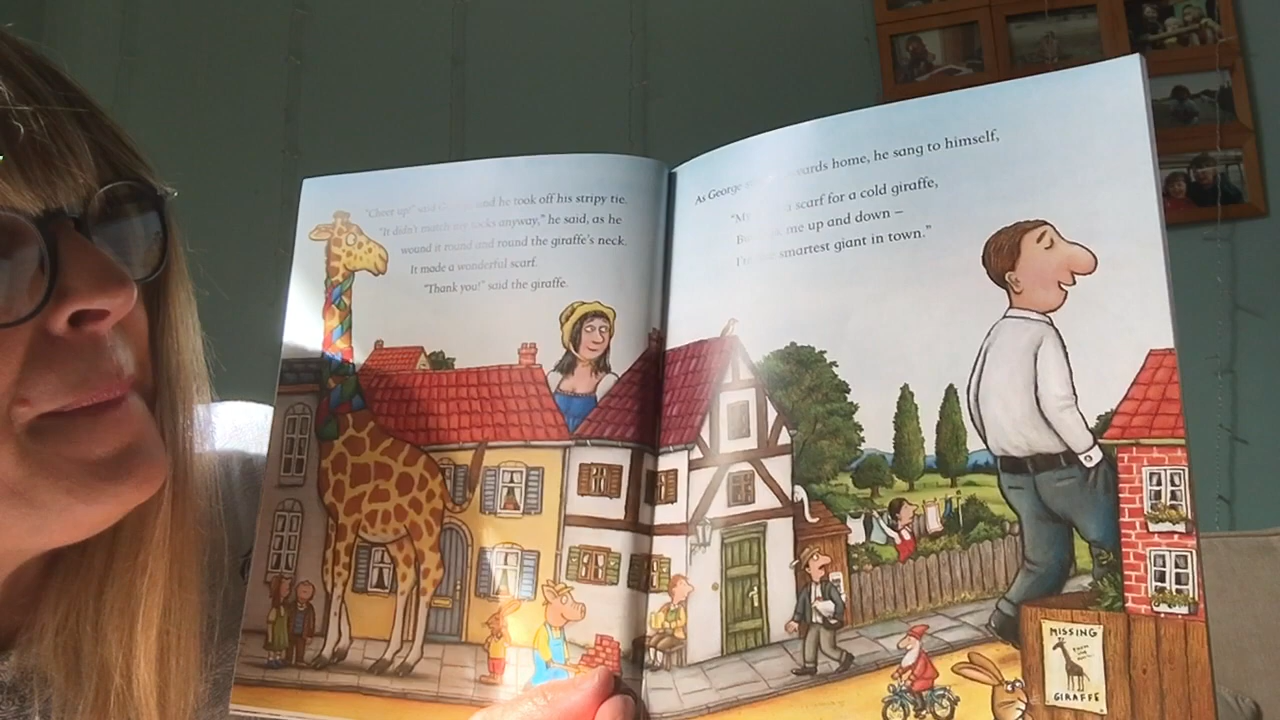 "Cheer up!" said and he took off his stripy tie.
"It didn't match my socks anyway," he said, as he
wound it round and round the giraffe's neck.
It made a wonderful scarf.
"Thank you!" said the giraffe.
As George towards home, he sang to himself,
"My a scarf for a cold giraffe,
me up and down –
I'm the smartest giant in town."
MISSING
GIRAFFE